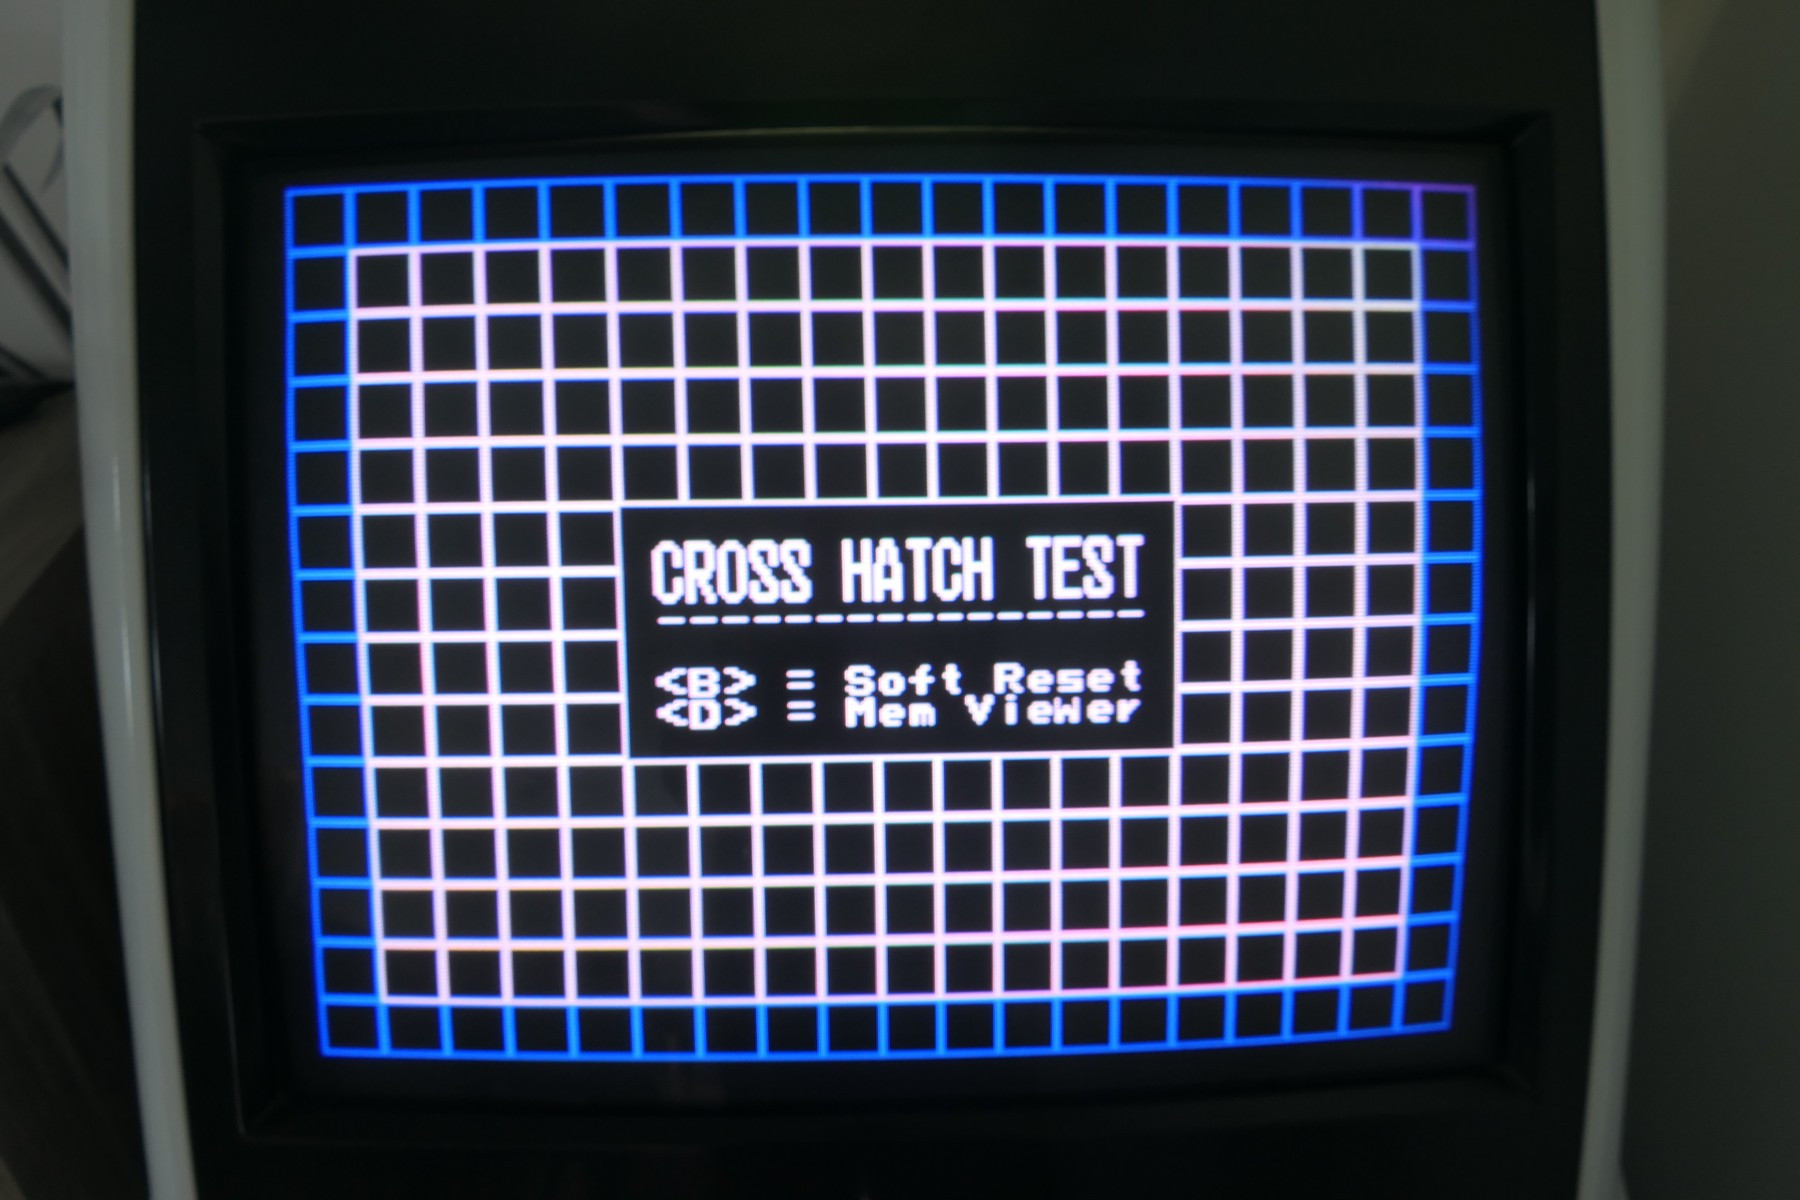 CROSS HATCH TEST
----------------
<B> = Soft Reset
<D> = Mem Viewer